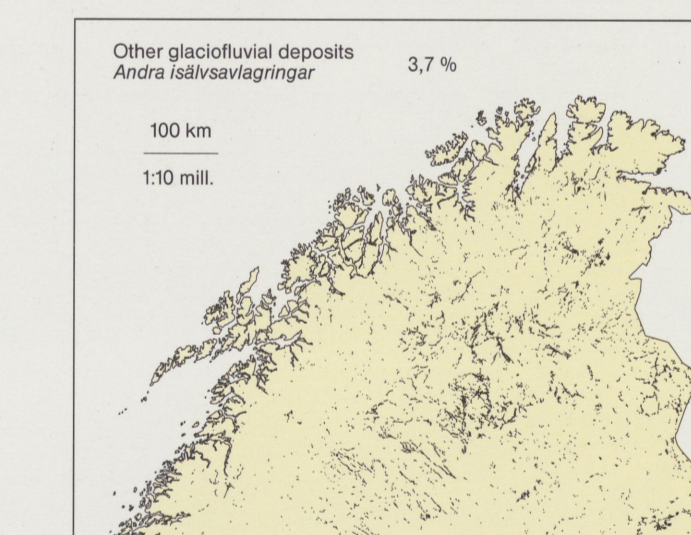 Other glaciofluvial deposits
Andra isälvsavlagringar
3,7 %
100 km
1:10 mill.